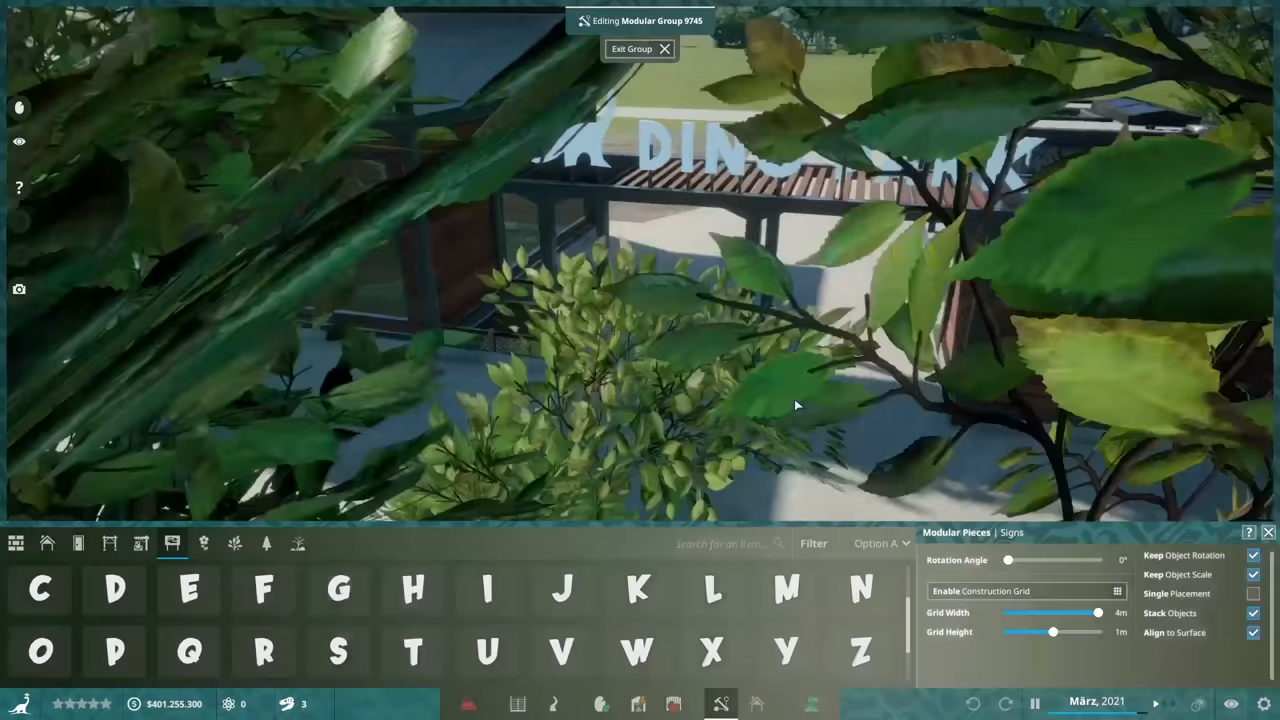 Editing Modular Group 9745
Exit Group
DINO
Search for an item...
Filter
Option A
C D E F G H I J K L M N
O P Q R S T U V W X Y Z
Modular Pieces | Signs
?
Rotation Angle
0°
Enable Construction Grid
Grid Width
4m
Grid Height
1m
Keep Object Rotation
Keep Object Scale
Single Placement
Stack Objects
Align to Surface
$401.255.300
0
3
März, 2021